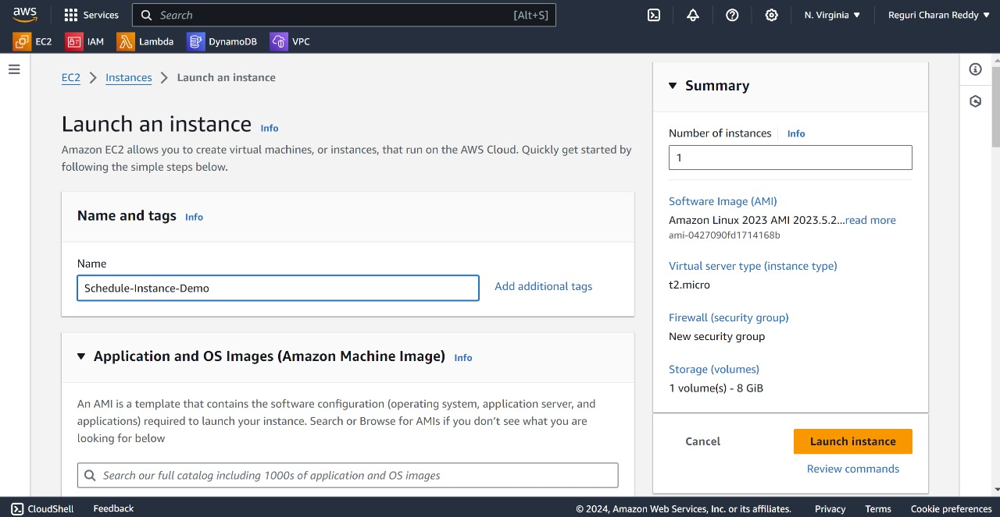 aws Services Search [Alt+S] N. Virginia Reguri Charan Reddy
EC2 IAM Lambda DynamoDB VPC
EC2 Instances Launch an instance
Launch an instance Info
Amazon EC2 allows you to create virtual machines, or instances, that run on the AWS Cloud. Quickly get started by
following the simple steps below.
Name and tags Info
Name
Schedule-Instance-Demo Add additional tags
Application and OS Images (Amazon Machine Image) Info
An AMI is a template that contains the software configuration (operating system, application server, and
applications) required to launch your instance. Search or Browse for AMIs if you don’t see what you are
looking for below
Search our full catalog including 1000s of application and OS images
Summary
Number of instances Info
1
Software Image (AMI)
Amazon Linux 2023 AMI 2023.5.2...read more
ami-0427090fd1714168b
Virtual server type (instance type)
t2.micro
Firewall (security group)
New security group
Storage (volumes)
1 volume(s) - 8 GiB
Cancel Launch instance
Review commands
CloudShell Feedback © 2024, Amazon Web Services, Inc. or its affiliates. Privacy Terms Cookie preferences